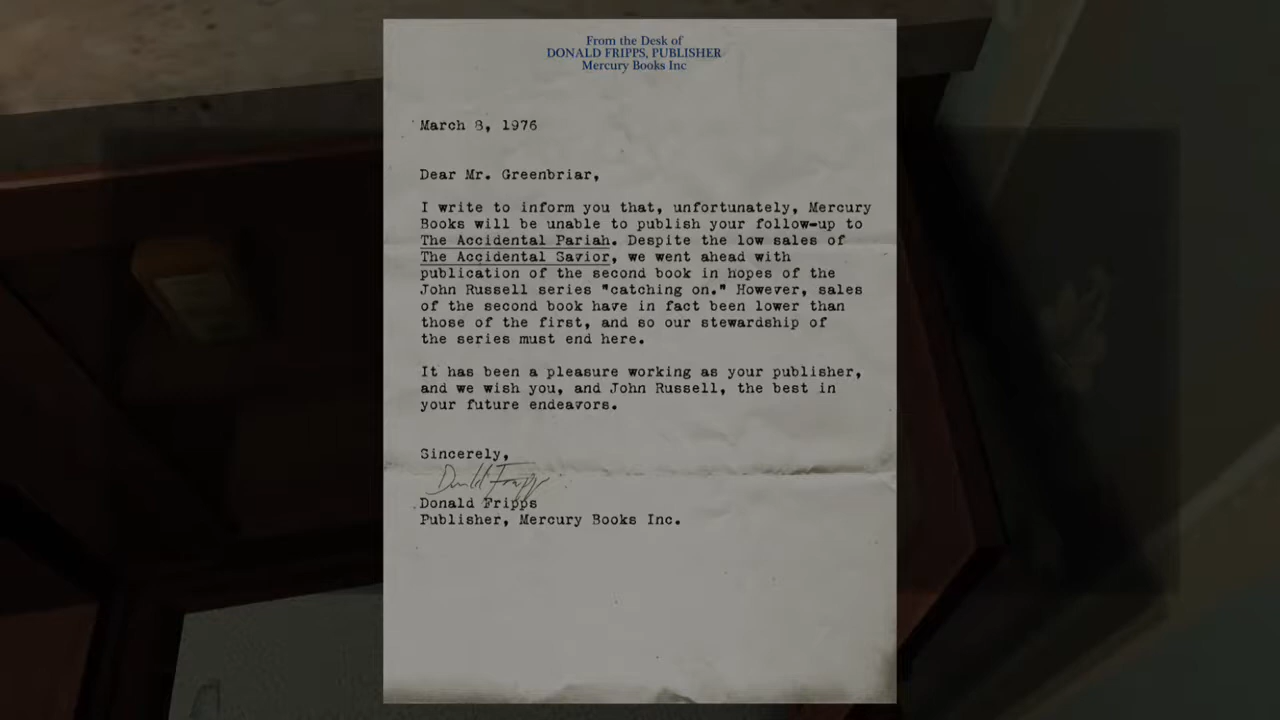 From the Desk of
DONALD FRIPPS, PUBLISHER
Mercury Books Inc
March 8, 1976
Dear Mr. Greenbriar,
I write to inform you that, unfortunately, Mercury
Books will be unable to publish your follow-up to
The Accidental Pariah. Despite the low sales of
The Accidental Savior, we went ahead with
publication of the second book in hopes of the
John Russell series "catching on." However, sales
of the second book have in fact been lower than
those of the first, and so our stewardship of
the series must end here.
It has been a pleasure working as your publisher,
and we wish you, and John Russell, the best in
your future endeavors.
Sincerely,
Donald Fripps
Donald Fripps
Publisher, Mercury Books Inc.